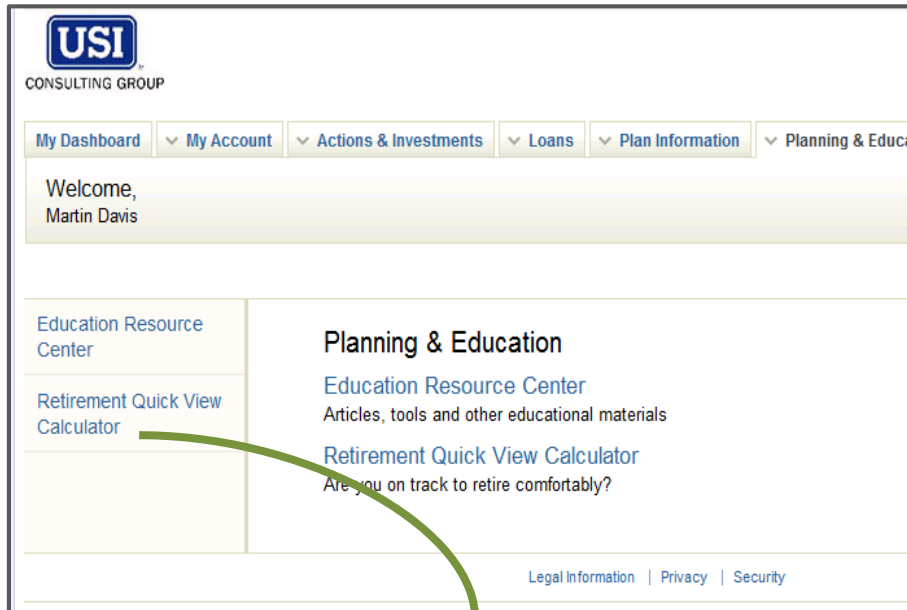 USI
CONSULTING GROUP
My Dashboard My Account Actions & Investments Loans Plan Information Planning & Educa
Welcome,
Martin Davis
Education Resource
Center
Retirement Quick View
Calculator
Planning & Education
Education Resource Center
Articles, tools and other educational materials
Retirement Quick View Calculator
Are you on track to retire comfortably?
Legal Information | Privacy | Security